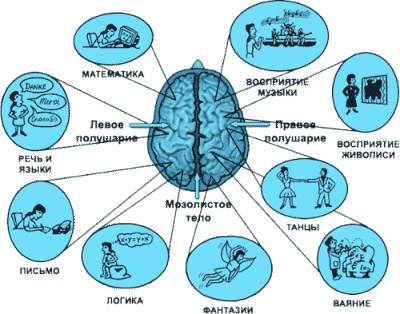 МАТЕМАТИКА
ВОСПРИЯТИЕ
МУЗЫКИ
DANKE
Merci
Спасибо
Левое
полушарие
Правое
полушарие
РЕЧЬ И
ЯЗЫКИ
ВОСПРИЯТИЕ
ЖИВОПИСИ
Мозолистое
тело
ТАНЦЫ
ПИСЬМО
x+y=y+x
ЛОГИКА
ФАНТАЗИИ
ВАЯНИЕ